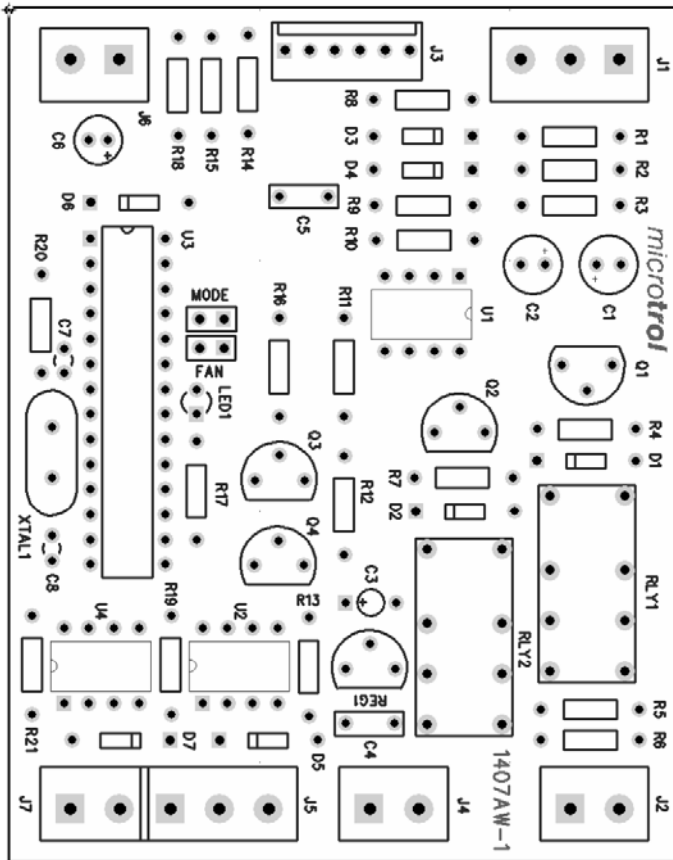 J6
R18
R15
R14
J3
J1
C6
R8
D3
D4
R9
R10
R1
R2
R3
D6
C5
U3
R20
MODE
FAN
R16
R11
U1
C2
C1
microtrol
C7
LED1
Q2
Q1
R4
D1
Q3
R7
D2
R17
R12
XTAL1
Q4
C8
C3
RLY1
RLY2
U4
R19
U2
R13
REG1
R21
D7
D5
C4
R5
R6
1407AW-1
J7
J5
J4
J2